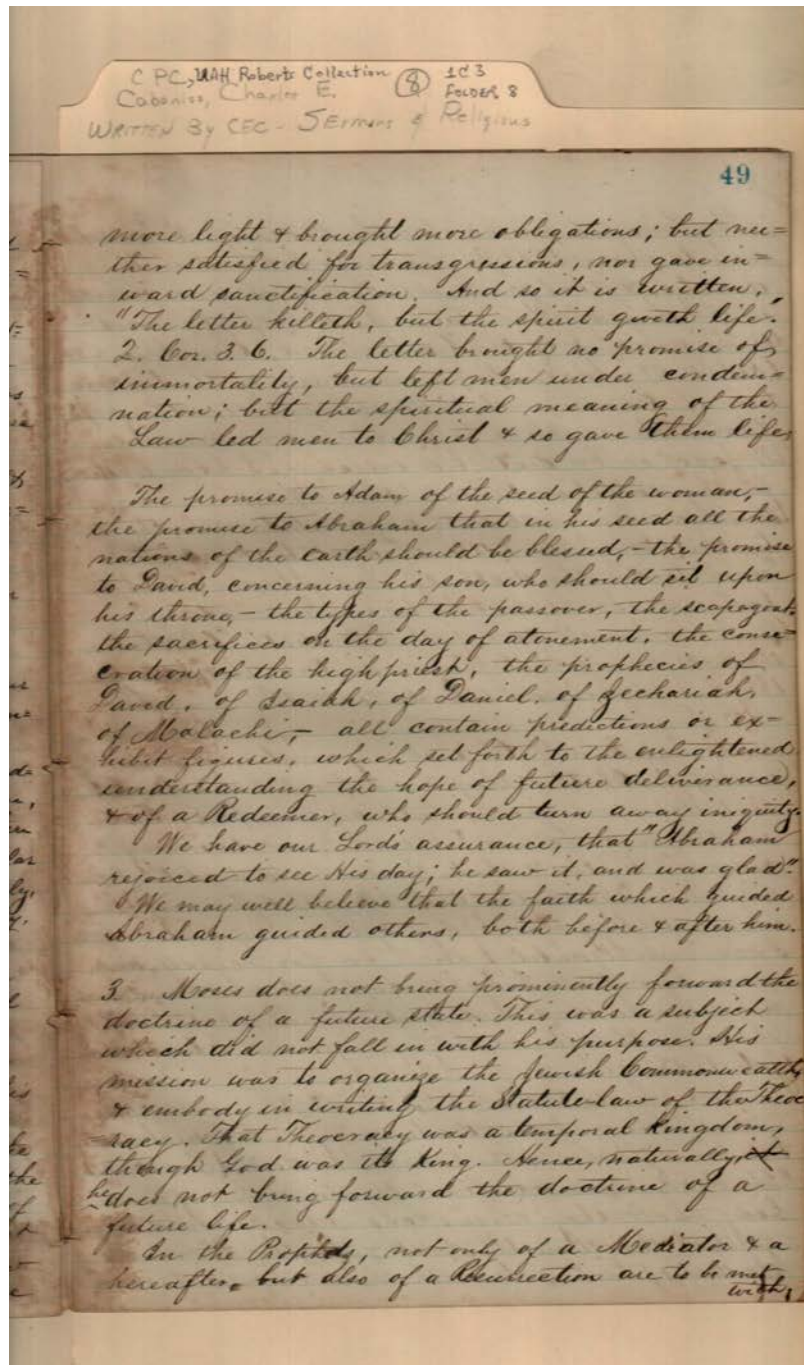 C PC, UAH Roberts Collection
Cabaniss, Charles E.
8
1C3
FOLDER 8
WRITTEN By CEC - SErmons & Religious
49
more light & brought more obligations; but nei=
ther satisfied for transgressions, nor gave in=
ward sanctification. And so it is written,
"The letter killeth, but the spirit giveth life."
2. Cor. 3. 6. The letter brought no promise of
immortality, but left men under condem=
nation; but the spiritual meaning of the
Law led men to Christ & so gave them life,
The promise to Adam of the seed of the woman,-
the promise to Abraham that in his seed all the
nations of the earth should be blessed,- the promise
to David, concerning his son, who should sit upon
his throne,- the types of the passover, the scapegoat,
the sacrifices on the day of atonement, the conse=
cration of the high priest, the prophecies of
David, of Isaiah, of Daniel, of Zechariah,
of Malachi,- all contain predictions or ex-
hibit figures, which set forth to the enlightened
understanding the hope of future deliverance,
& of a Redeemer, who should turn away iniquity.
We have our Lord's assurance, that "Abraham
rejoiced to see His day; he saw it, and was glad."
We may well believe that the faith which guided
Abraham guided others, both before & after him.
3 Moses does not bring prominently forward the
doctrine of a future state. This was a subject
which did not fall in with his purpose. His
mission was to organize the Jewish Commonwealth,
& embody in writing the Statute law of the Theoc
racy. That Theocracy was a temporal kingdom,
though God was its King. Hence, naturally, it
he does not bring forward the doctrine of a
future life.
In the Prophets, not only of a Mediator & a
hereafter, but also of a Resurrection are to be met
with,